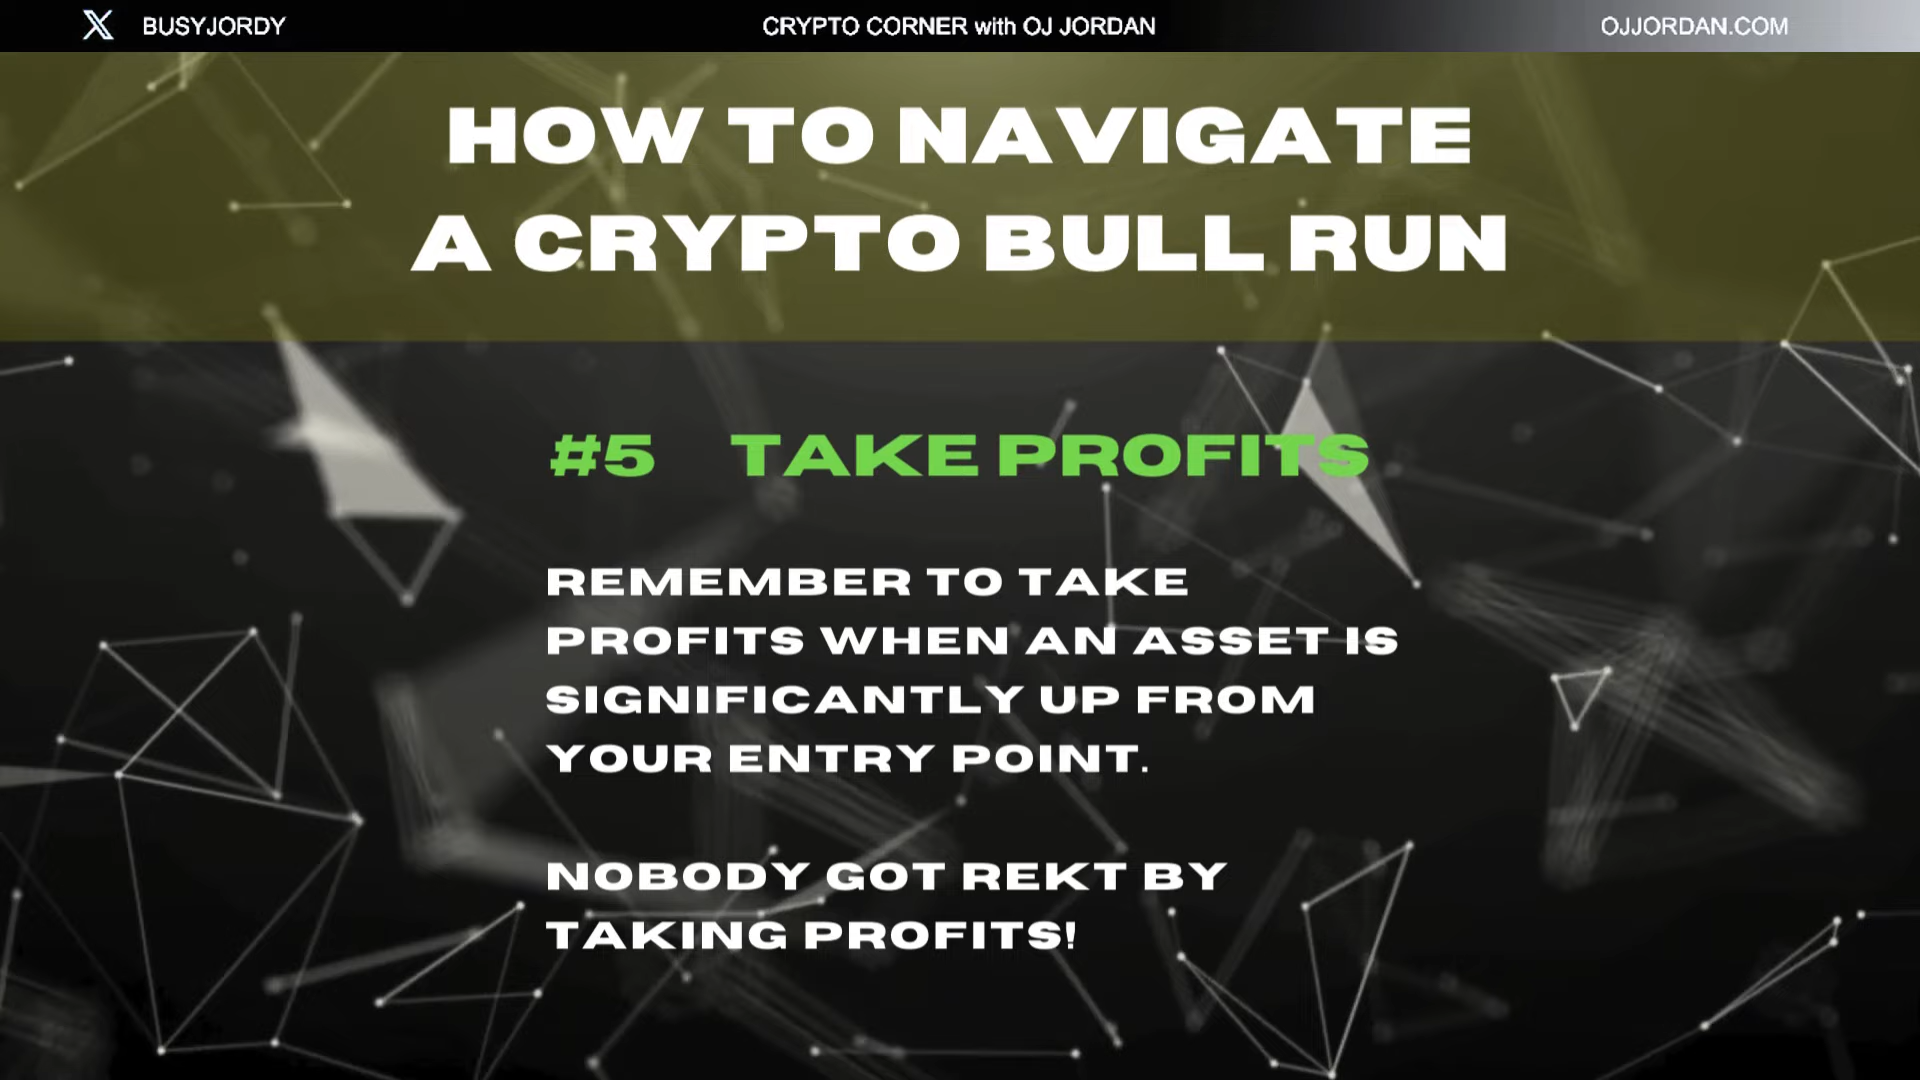 X BUSYJORDY
CRYPTO CORNER with OJ JORDAN
OJJORDAN.COM
HOW TO NAVIGATE
A CRYPTO BULL RUN
#5 TAKE PROFITS
REMEMBER TO TAKE
PROFITS WHEN AN ASSET IS
SIGNIFICANTLY UP FROM
YOUR ENTRY POINT.
NOBODY GOT REKT BY
TAKING PROFITS!